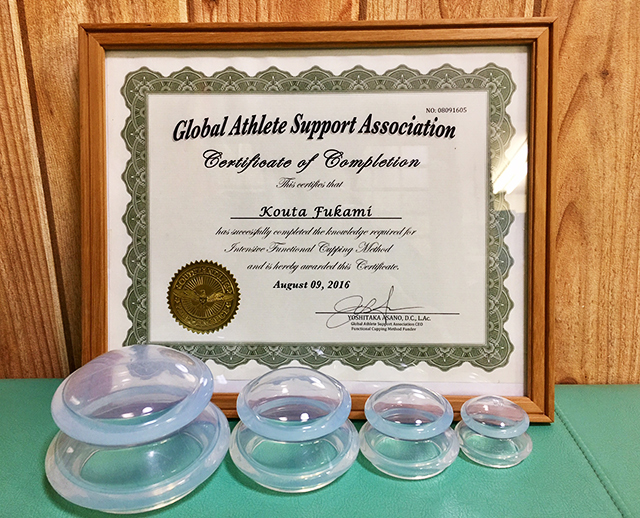 NO: 08091605
Global Athlete Support Association
Certificate of Completion
This certifies that
Kouta Fukami
has successfully completed the knowledge required for
Intensive Functional Cupping Method
and is hereby awarded this Certificate.
August 09, 2016
YOSHITAKA ASANO, D.C., L.Ac.
Global Athlete Support Association CEO
Functional Cupping Method Funder